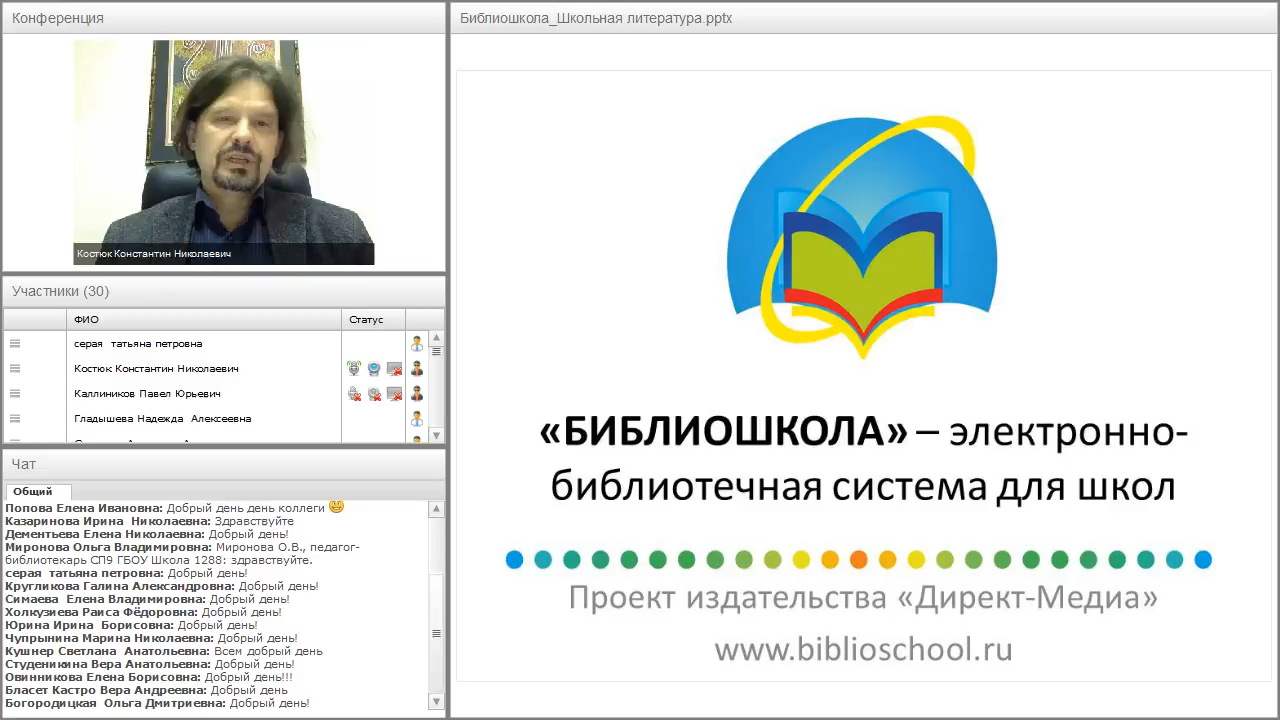 Конференция
Костюк Константин Николаевич
Участники (30)
ФИО
Статус
серая татьяна петровна
Костюк Константин Николаевич
Каллиников Павел Юрьевич
Гладышева Надежда Алексеевна
Чат
Общий
Попова Елена Ивановна: Добрый день день коллеги
Казаринова Ирина Николаевна: Здравствуйте
Дементьева Елена Николаевна: Добрый день!
Миронова Ольга Владимировна: Миронова О.В., педагог-
библиотекарь СП9 ГБОУ Школа 1288: здравствуйте.
серая татьяна петровна: Добрый день!
Кругликова Галина Александровна: Добрый день!
Симаева Елена Владимировна: Добрый день!
Холкузиева Раиса Фёдоровна: Добрый день!
Юрина Ирина Борисовна: Добрый день!
Чупрынина Марина Николаевна: Добрый день!
Кушнер Светлана Анатольевна: Всем добрый день
Студеникина Вера Анатольевна: Добрый день!
Овинникова Елена Борисовна: Добрый день!!!
Бласет Кастро Вера Андреевна: Добрый день
Богородицкая Ольга Дмитриевна: Добрый день!
Библиошкола_Школьная литература.pptx
«БИБЛИОШКОЛА» – электронно-
библиотечная система для школ
Проект издательства «Директ-Медиа»
www.biblioschool.ru